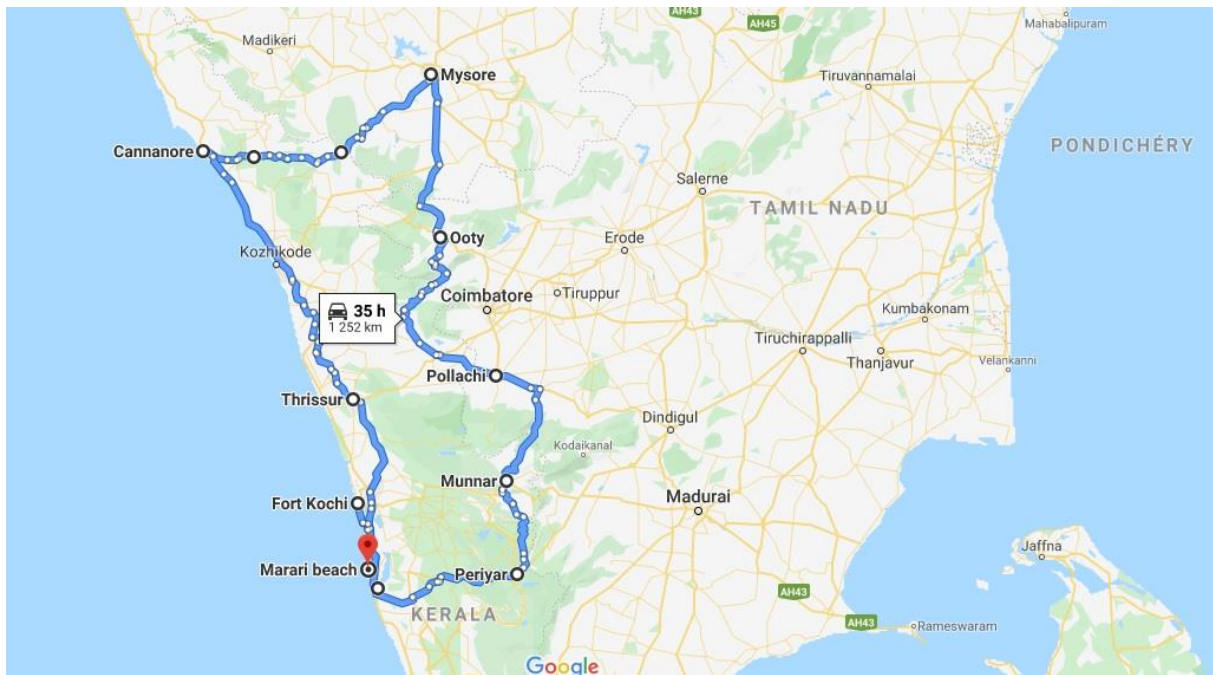 AH43
AH45
Mahabalipuram
Madikeri
Mysore
Tiruvannamalai
Cannanore
PONDICHÉRY
Salerne
TAMIL NADU
Ooty
Erode
Kozhikode
Coimbatore
Tiruppur
35 h
1 252 km
Kumbakonam
Tiruchirappalli
Thanjavur
Velankanni
Pollachi
Thrissur
Dindigul
Kodaikanal
Munnar
Madurai
Fort Kochi
Jaffna
Marari beach
Periyar
AH43
KERALA
AH43
Rameswaram
Google